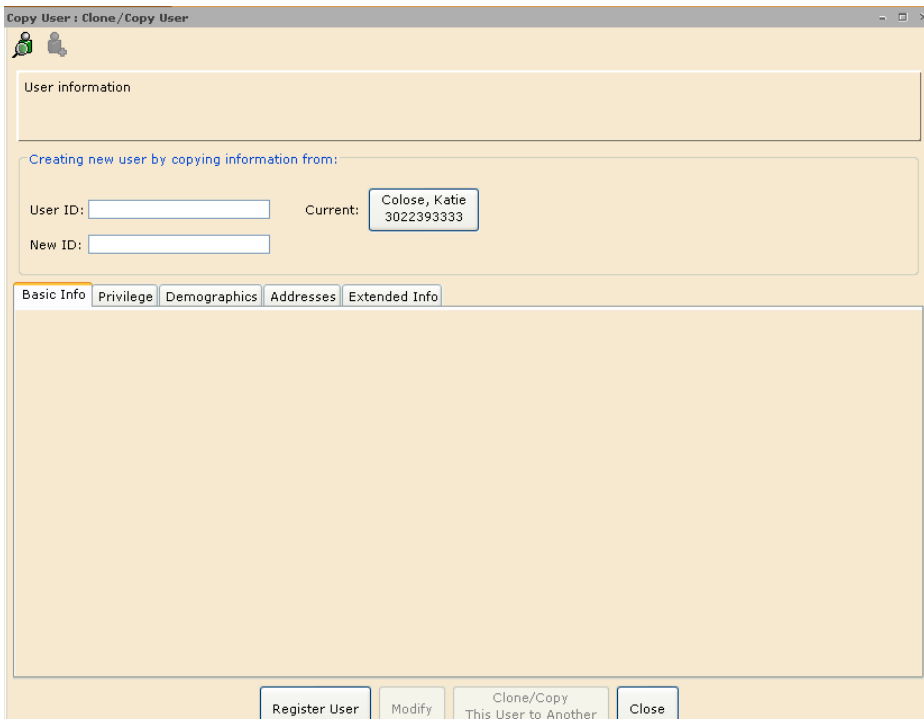 Copy User : Clone/Copy User
User information
Creating new user by copying information from:
User ID:
Current:
Colose, Katie
3022393333
New ID:
Basic Info Privilege Demographics Addresses Extended Info
Register User Modify Clone/Copy
This User to Another Close